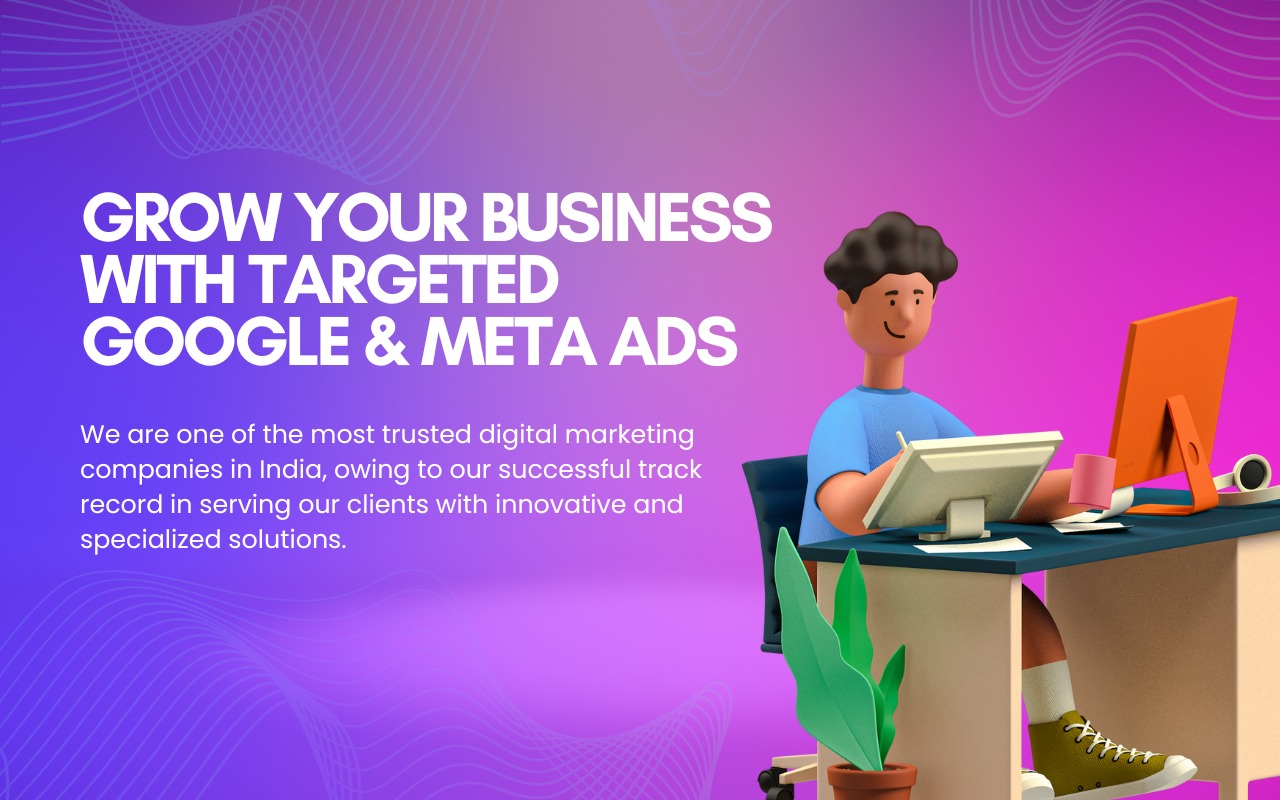 GROW YOUR BUSINESS
WITH TARGETED
GOOGLE & META ADS
We are one of the most trusted digital marketing
companies in India, owing to our successful track
record in serving our clients with innovative and
specialized solutions.